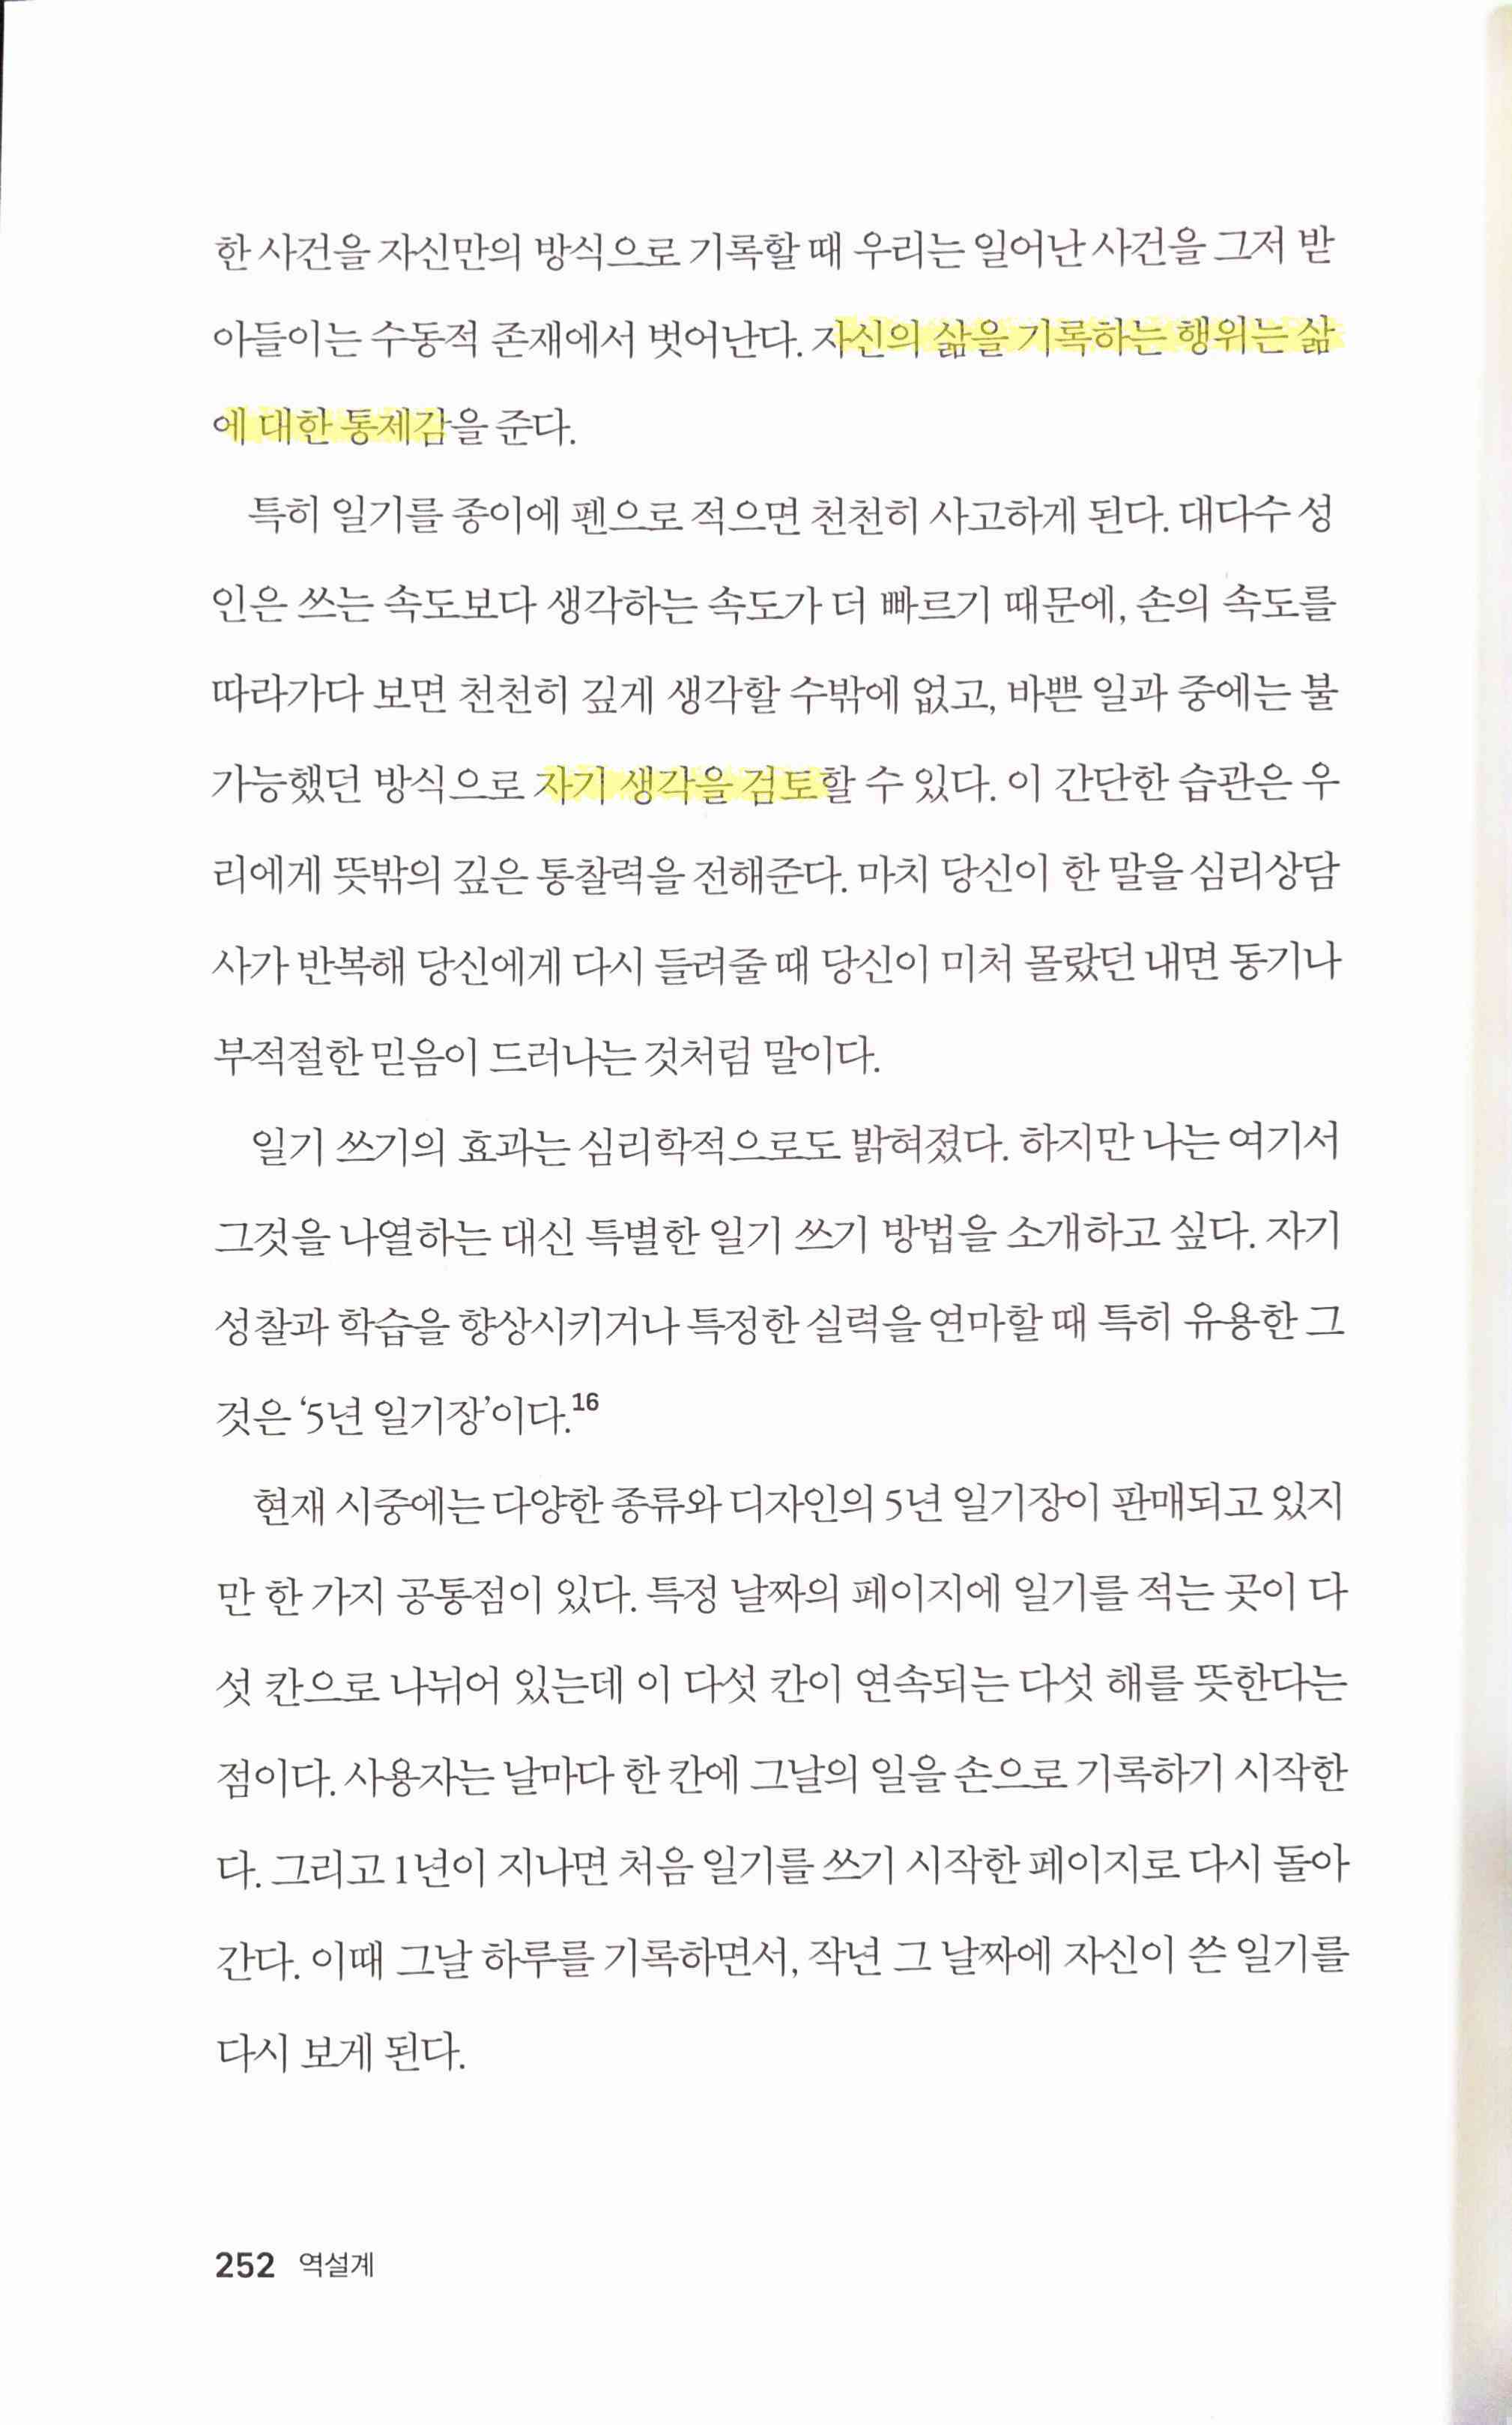 한 사건을 자신만의 방식으로 기록할 때 우리는 일어난 사건을 그저 받
아들이는 수동적 존재에서 벗어난다. 자신의 삶을 기록하는 행위는 삶
에 대한 통제감을 준다.
특히 일기를 종이에 펜으로 적으면 천천히 사고하게 된다. 대다수 성
인은 쓰는 속도보다 생각하는 속도가 더 빠르기 때문에, 손의 속도를
따라가다 보면 천천히 깊게 생각할 수밖에 없고, 바쁜 일과 중에는 불
가능했던 방식으로 자기 생각을 검토할 수 있다. 이 간단한 습관은 우
리에게 뜻밖의 깊은 통찰력을 전해준다. 마치 당신이 한 말을 심리상담
사가 반복해 당신에게 다시 들려줄 때 당신이 미처 몰랐던 내면 동기나
부적절한 믿음이 드러나는 것처럼 말이다.
일기 쓰기의 효과는 심리학적으로도 밝혀졌다. 하지만 나는 여기서
그것을 나열하는 대신 특별한 일기 쓰기 방법을 소개하고 싶다. 자기
성찰과 학습을 향상시키거나 특정한 실력을 연마할 때 특히 유용한 그
것은 ‘5년 일기장’이다.16
현재 시중에는 다양한 종류와 디자인의 5년 일기장이 판매되고 있지
만 한 가지 공통점이 있다. 특정 날짜의 페이지에 일기를 적는 곳이 다
섯 칸으로 나뉘어 있는데 이 다섯 칸이 연속되는 다섯 해를 뜻한다는
점이다. 사용자는 날마다 한 칸에 그날의 일을 손으로 기록하기 시작한
다. 그리고 1년이 지나면 처음 일기를 쓰기 시작한 페이지로 다시 돌아
간다. 이때 그날 하루를 기록하면서, 작년 그 날짜에 자신이 쓴 일기를
다시 보게 된다.
252 역설계